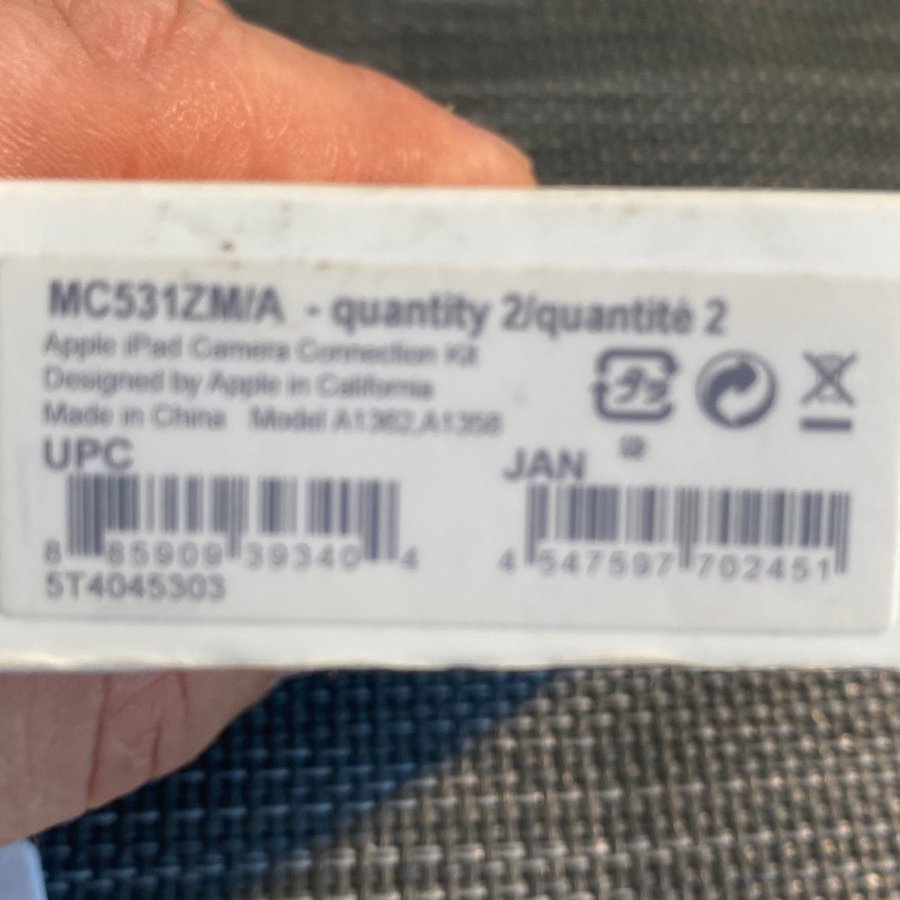 MC531ZM/A - quantity 2/quantité 2
Apple iPad Camera Connection Kit
Designed by Apple in California
Made in China Model A1362,A1358
UPC
JAN
8 85909 39340 4
4 547597 702451
5T4045303